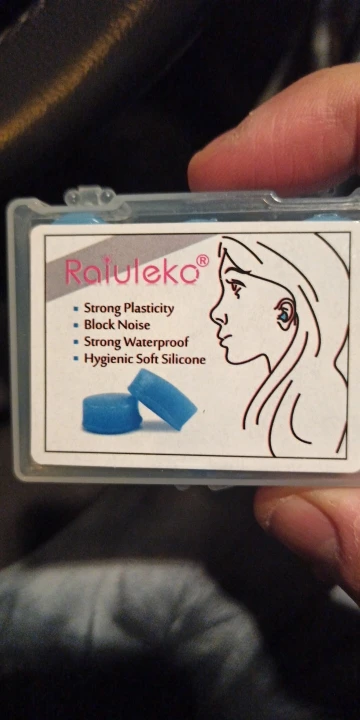 Raiuleko®
Strong Plasticity
Block Noise
Strong Waterproof
Hygienic Soft Silicone